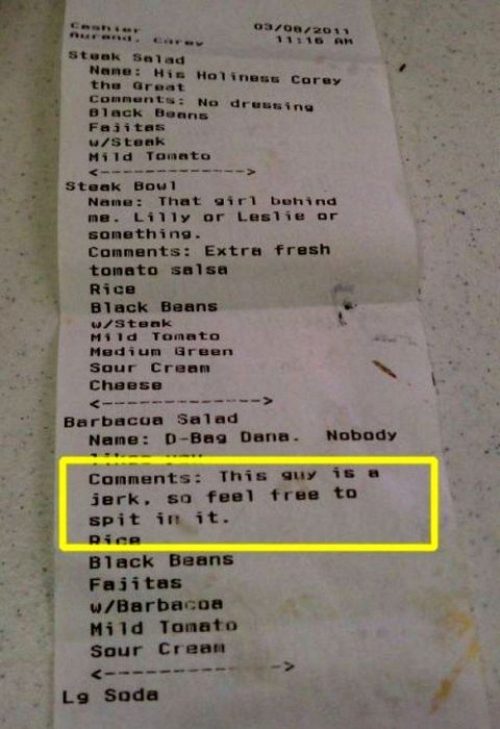 Cashier 03/08/2011
Aurand, Corey 11:16 AM
Steak Salad
Name: His Holiness Corey
the Great
Comments: No dressing
Black Beans
Fajitas
w/Steak
Mild Tomato
<------------->
Steak Bowl
Name: That girl behind
me. Lilly or Leslie or
something.
Comments: Extra fresh
tomato salsa
Rice
Black Beans
w/Steak
Mild Tomato
Medium Green
Sour Cream
Cheese
<------------->
Barbacoa Salad
Name: D-Bag Dana. Nobody
likes you
Comments: This guy is a
jerk, so feel free to
spit in it.
Rice
Black Beans
Fajitas
w/Barbacoa
Mild Tomato
Sour Cream
<------------->
Lg Soda